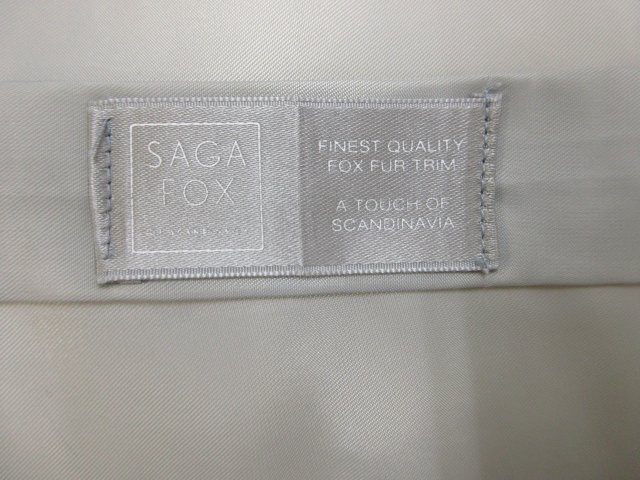 SAGA
FOX
FINEST QUALITY
FOX FUR TRIM
A TOUCH OF
SCANDINAVIA